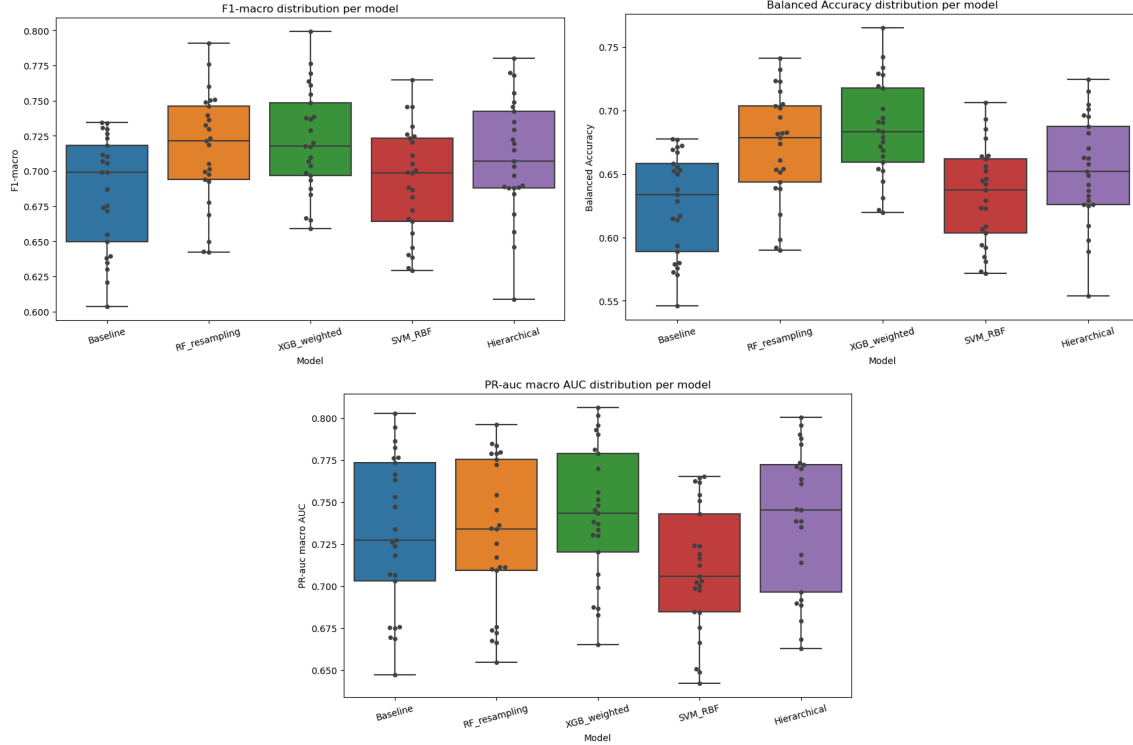 F1-macro distribution per model
0.800
0.775
0.750
0.725
0.700
0.675
0.650
0.625
0.600
F1-macro
Baseline
RF_resampling
XGB_weighted
SVM_RBF
Hierarchical
Model
Balanced Accuracy distribution per model
0.75
0.70
0.65
0.60
0.55
Balanced Accuracy
Baseline
RF_resampling
XGB_weighted
SVM_RBF
Hierarchical
Model
PR-auc macro AUC distribution per model
0.800
0.775
0.750
0.725
0.700
0.675
0.650
PR-auc macro AUC
Baseline
RF_resampling
XGB_weighted
SVM_RBF
Hierarchical
Model